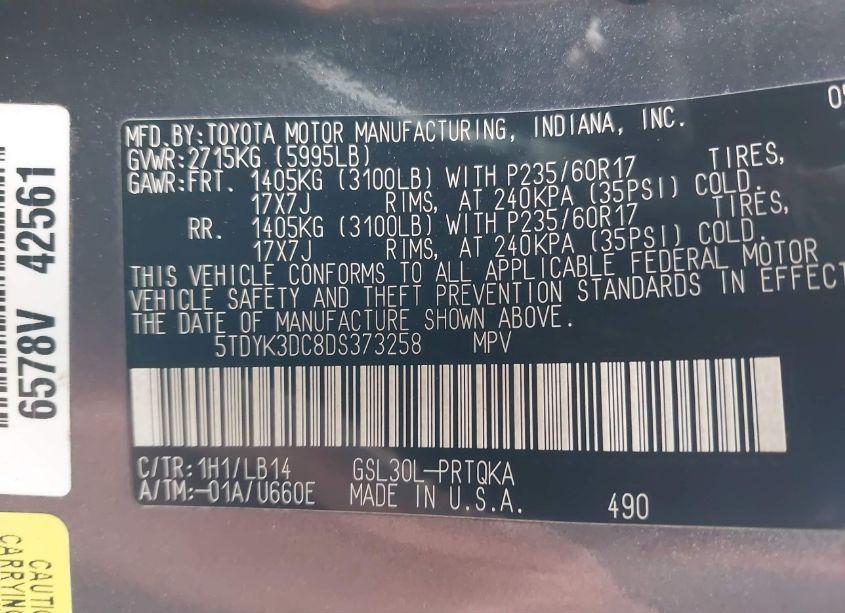 05
MFD.BY:TOYOTA MOTOR MANUFACTURING, INDIANA, INC.
GVWR:2715KG (5995LB)
GAWR:FRT. 1405KG (3100LB) WITH P235/60R17 TIRES,
17X7J RIMS, AT 240KPA (35PSI) COLD.
RR. 1405KG (3100LB) WITH P235/60R17 TIRES,
17X7J RIMS, AT 240KPA (35PSI) COLD.
THIS VEHICLE CONFORMS TO ALL APPLICABLE FEDERAL MOTOR
VEHICLE SAFETY AND THEFT PREVENTION STANDARDS IN EFFECT
THE DATE OF MANUFACTURE SHOWN ABOVE.
5TDYK3DC8DS373258 MPV
C/TR:1H1/LB14 GSL30L-PRTQKA
A/TM:-01A/U660E MADE IN U.S.A. 490
6578V 42561
CAUTI
CARRYING